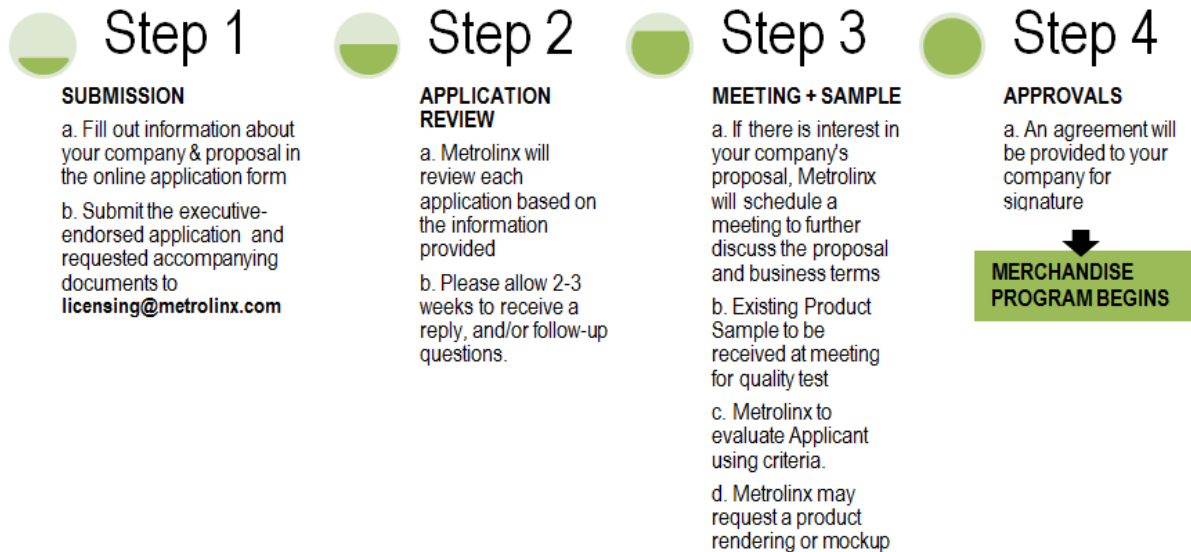 Step 1
SUBMISSION
a. Fill out information about
your company & proposal in
the online application form
b. Submit the executive-
endorsed application and
requested accompanying
documents to
licensing@metrolinx.com
Step 2
APPLICATION
REVIEW
a. Metrolinx will
review each
application based on
the information
provided
b. Please allow 2-3
weeks to receive a
reply, and/or follow-up
questions.
Step 3
MEETING + SAMPLE
a. If there is interest in
your company's
proposal, Metrolinx
will schedule a
meeting to further
discuss the proposal
and business terms
b. Existing Product
Sample to be
received at meeting
for quality test
c. Metrolinx to
evaluate Applicant
using criteria.
d. Metrolinx may
request a product
rendering or mockup
Step 4
APPROVALS
a. An agreement will
be provided to your
company for
signature
MERCHANDISE
PROGRAM BEGINS